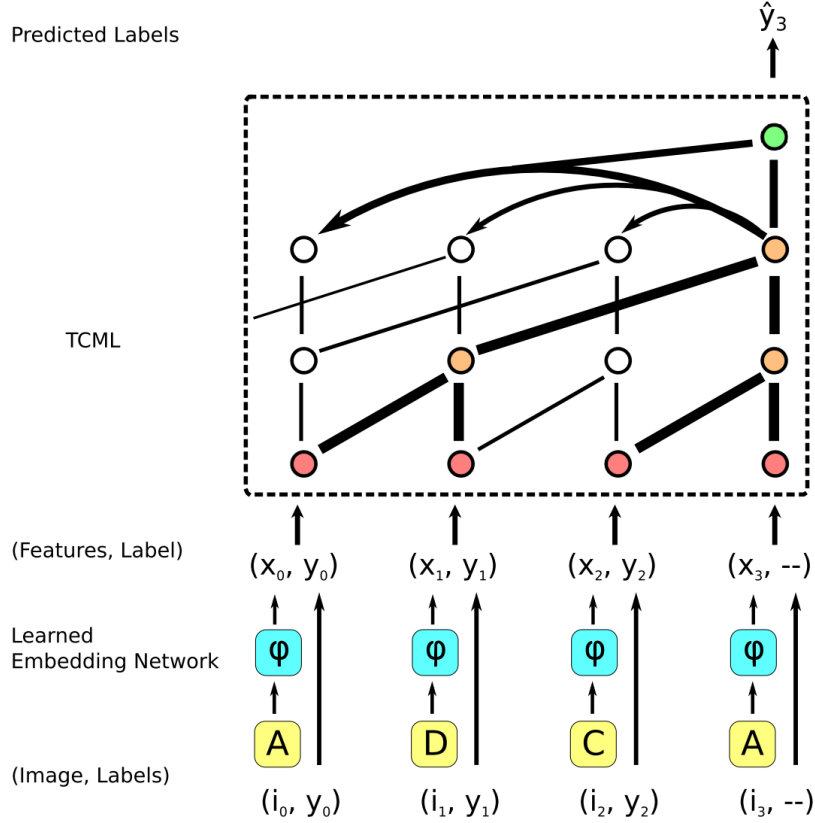 Predicted Labels
ŷ₃
TCML
(Features, Label)
(x₀, y₀)
(x₁, y₁)
(x₂, y₂)
(x₃, --)
Learned
Embedding Network
φ
φ
φ
φ
A
D
C
A
(Image, Labels)
(i₀, y₀)
(i₁, y₁)
(i₂, y₂)
(i₃, --)